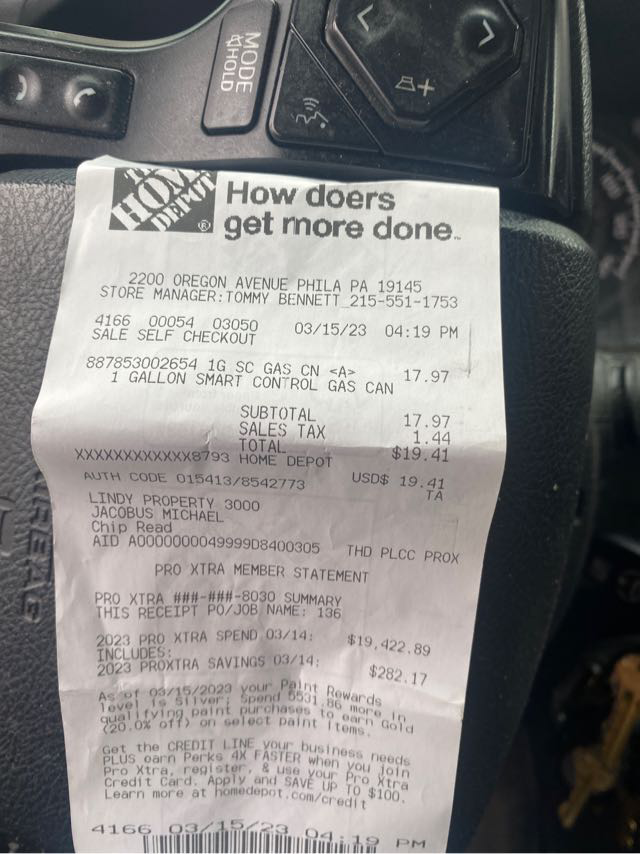 MODE
HOLD
+
THE HOME DEPOT ®
How doers
get more done™
2200 OREGON AVENUE PHILA PA 19145
STORE MANAGER:TOMMY BENNETT 215-551-1753
4166 00054 03050 03/15/23 04:19 PM
SALE SELF CHECKOUT
887853002654 1G SC GAS CN <A> 17.97
1 GALLON SMART CONTROL GAS CAN
SUBTOTAL 17.97
SALES TAX 1.44
TOTAL $19.41
XXXXXXXXXXXX8793 HOME DEPOT
USD$ 19.41
AUTH CODE 015413/8542773 TA
LINDY PROPERTY 3000
JACOBUS MICHAEL
Chip Read
AID A0000000049999D8400305 THD PLCC PROX
PRO XTRA MEMBER STATEMENT
PRO XTRA ###-###-8030 SUMMARY
THIS RECEIPT PO/JOB NAME: 136
2023 PRO XTRA SPEND 03/14: $19,422.89
INCLUDES:
2023 PROXTRA SAVINGS 03/14: $282.17
As of 03/15/2023 your Paint Rewards
level is Silver; Spend 5531.86 more in
qualifying paint purchases to earn Gold
(20.0% off) on select paint items.
Get the CREDIT LINE your business needs
PLUS earn Perks 4X FASTER when you join
Pro Xtra, register, & use your Pro Xtra
Credit Card. Apply and SAVE UP TO $100.
Learn more at homedepot.com/credit
4166 03/15/23 04:19 PM
AIRBAG